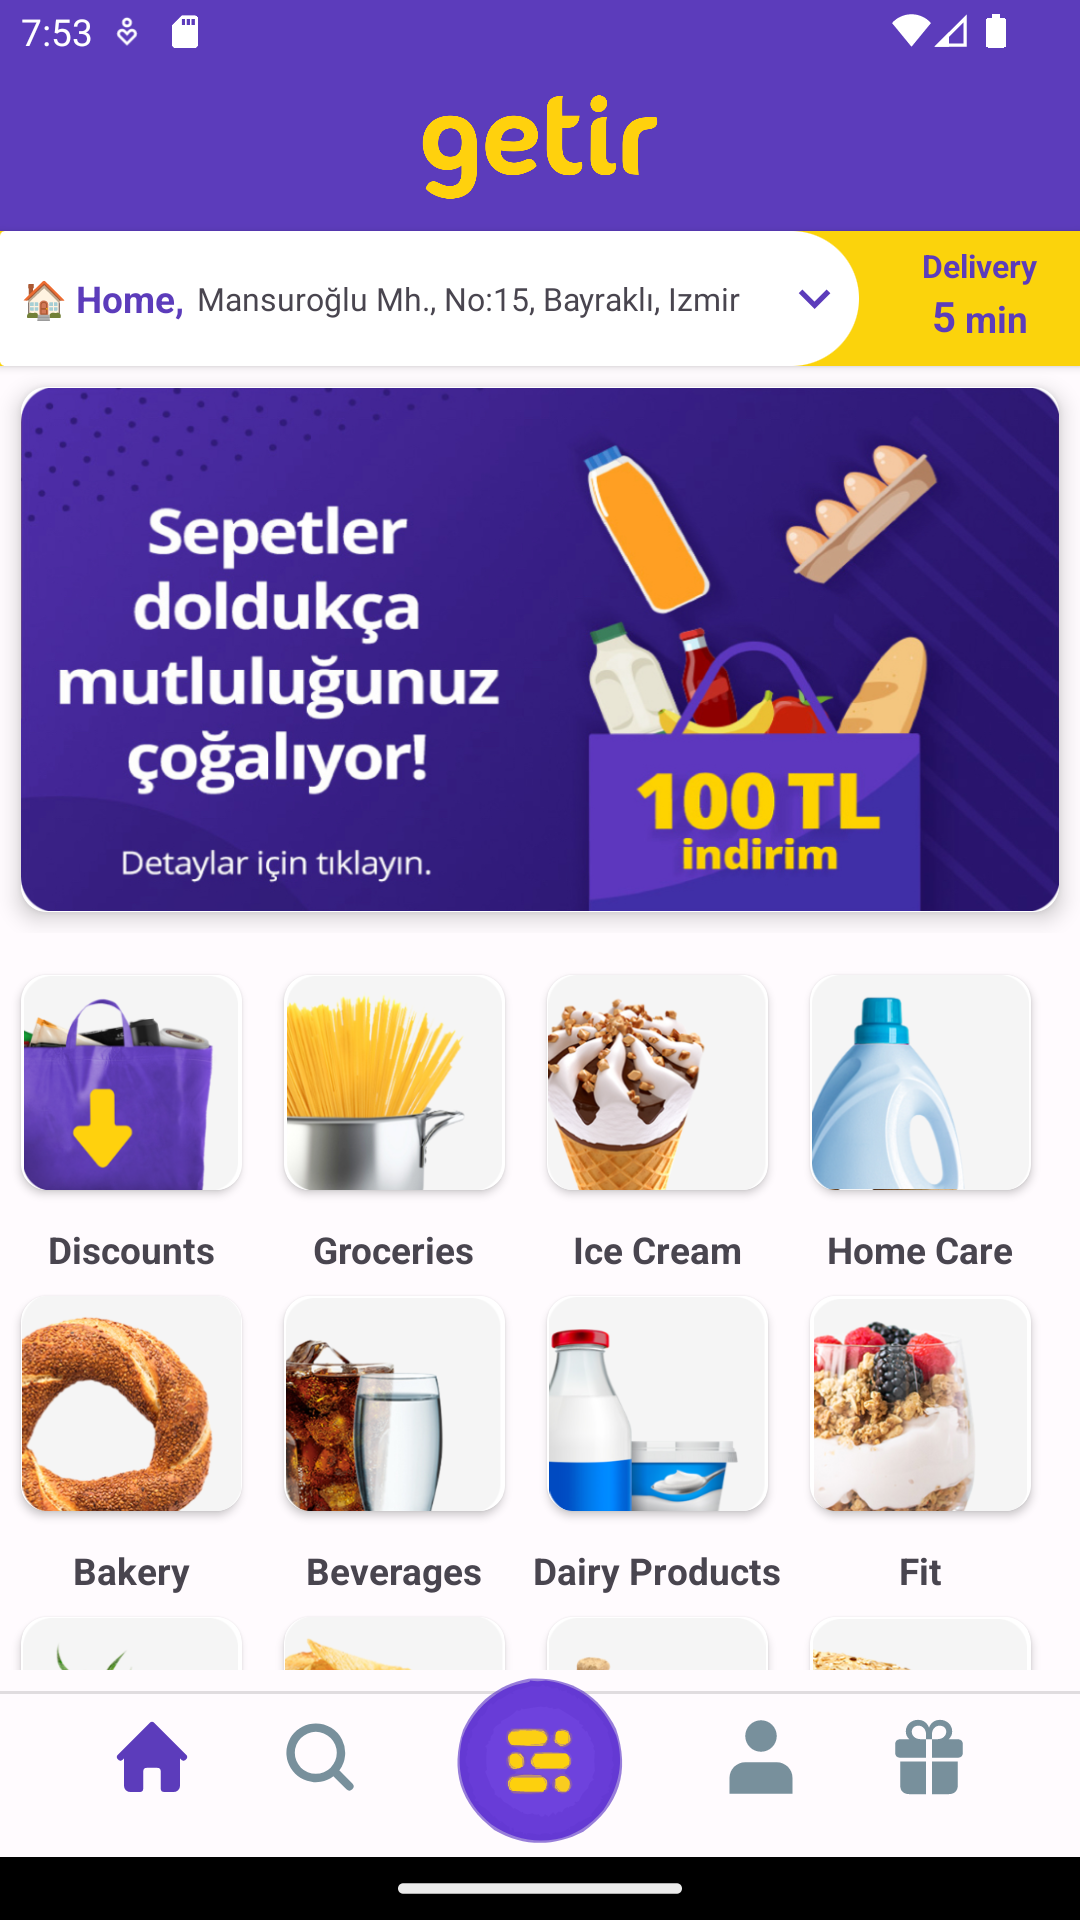 7:53
getir
Home, Mansuroğlu Mh., No:15, Bayraklı, Izmir
Delivery
5 min
Sepetler
doldukça
mutluluğunuz
çoğalıyor!
Detaylar için tıklayın.
100 TL
indirim
Discounts Groceries Ice Cream Home Care
Bakery Beverages Dairy Products Fit